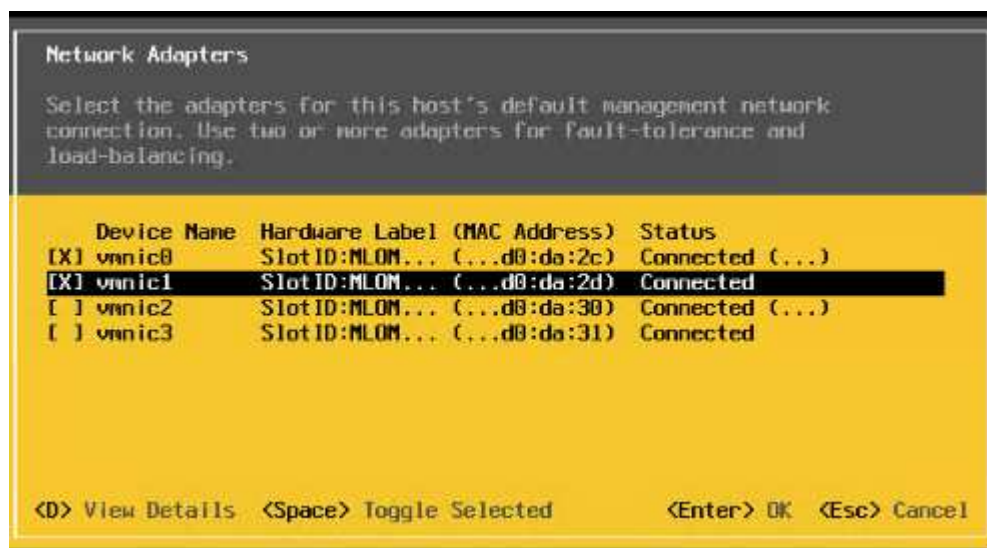 Network Adapters
Select the adapters for this host's default management network
connection. Use two or more adapters for fault-tolerance and
load-balancing.
Device Name Hardware Label (MAC Address) Status
[X] vmnic0 SlotID:MLOM... (...d0:da:2c) Connected (...)
[X] vmnic1 SlotID:MLOM... (...d0:da:2d) Connected
[ ] vmnic2 SlotID:MLOM... (...d0:da:30) Connected (...)
[ ] vmnic3 SlotID:MLOM... (...d0:da:31) Connected
<D> View Details <Space> Toggle Selected <Enter> OK <Esc> Cancel